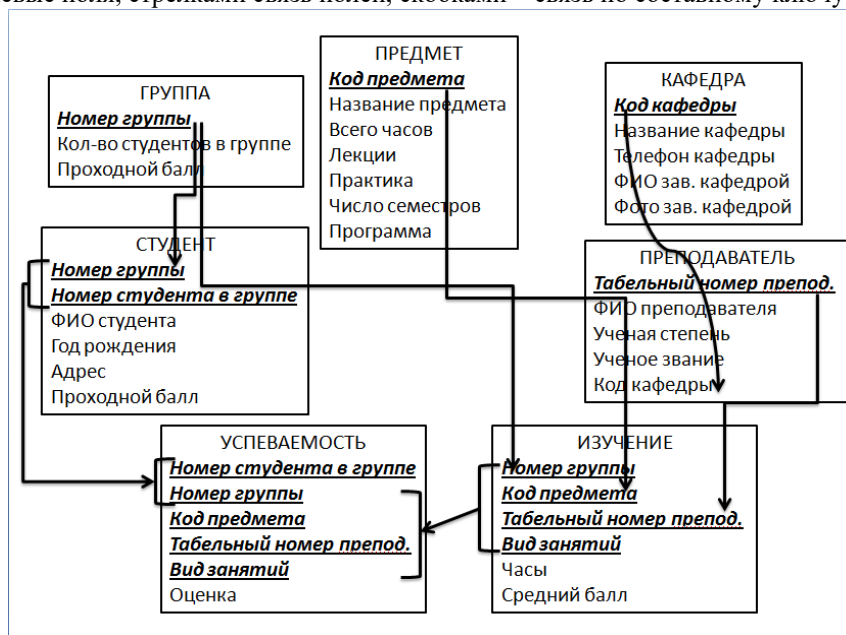 ПРЕДМЕТ
Код предмета
Название предмета
Всего часов
Лекции
Практика
Число семестров
Программа
ГРУППА
Номер группы
Кол-во студентов в группе
Проходной балл
КАФЕДРА
Код кафедры
Название кафедры
Телефон кафедры
ФИО зав. кафедрой
Фото зав. кафедрой
СТУДЕНТ
Номер группы
Номер студента в группе
ФИО студента
Год рождения
Адрес
Проходной балл
ПРЕПОДАВАТЕЛЬ
Табельный номер препод.
ФИО преподавателя
Ученая степень
Ученое звание
Код кафедры
УСПЕВАЕМОСТЬ
Номер студента в группе
Номер группы
Код предмета
Табельный номер препод.
Вид занятий
Оценка
ИЗУЧЕНИЕ
Номер группы
Код предмета
Табельный номер препод.
Вид занятий
Часы
Средний балл